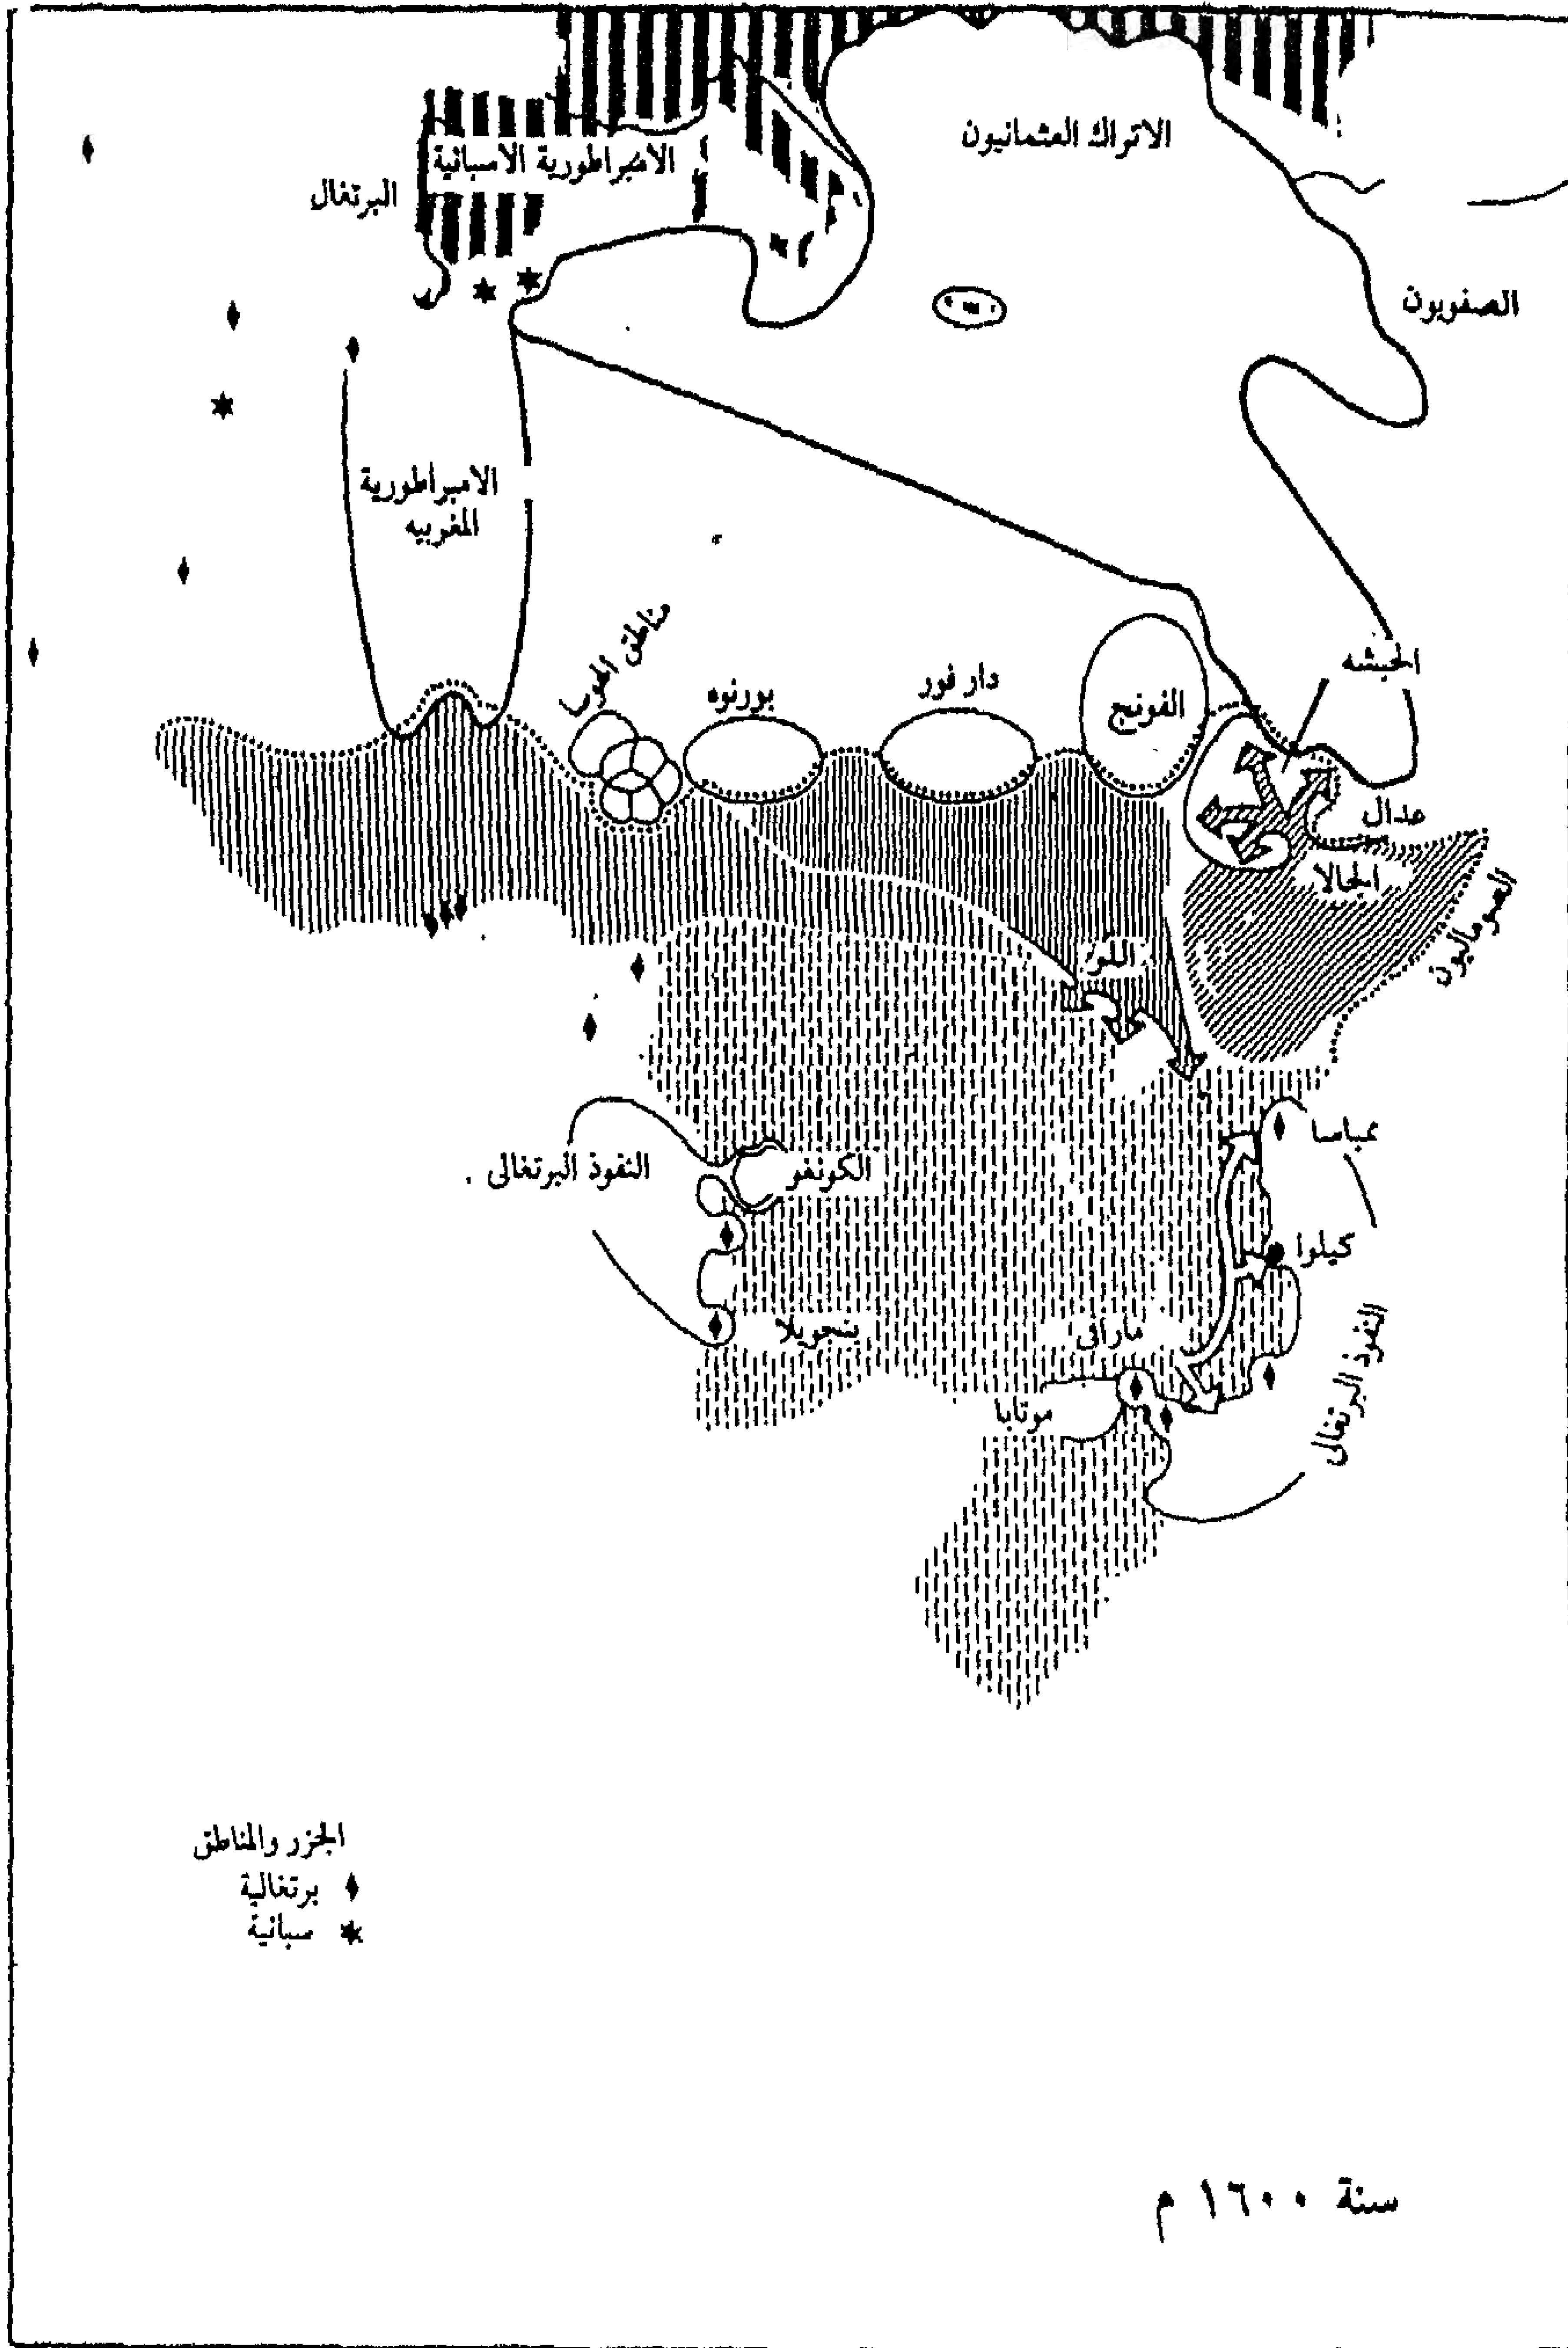 الاتراك العثمانيون
الامبراطورية الاسبانية
البرتغال
الصفويون
الامبراطورية
المغربيه
مناطق الهوسا
بورنوه
دار فور
الفونج
الحبشه
عدال
الجالا
الصوماليون
اللو
النفوذ البرتغالى
الكونغو
ممباسا
كيلوا
بنجويلا
مارافى
موتابا
النفوذ البرتغالى
الجزر والمناطق
برتغالية
سبانية
سنة ١٦٠٠ م